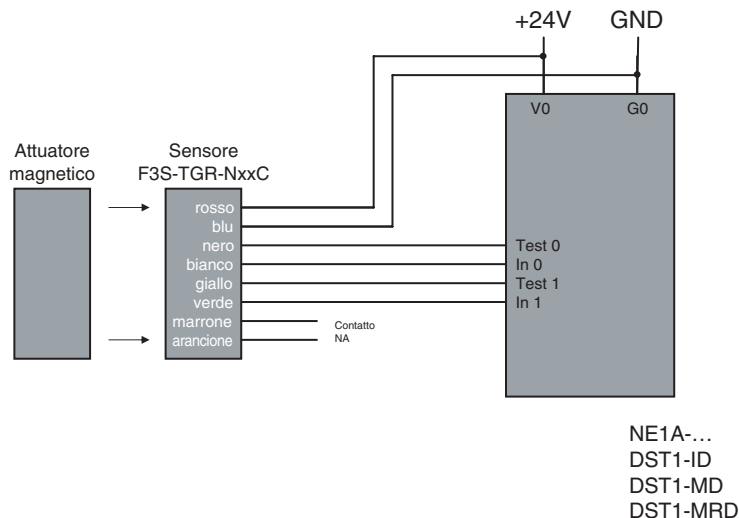 +24V GND
V0 G0
Attuatore
magnetico
Sensore
F3S-TGR-NxxC
rosso
blu
nero
bianco
giallo
verde
marrone
arancione
Test 0
In 0
Test 1
In 1
Contatto
NA
NE1A-…
DST1-ID
DST1-MD
DST1-MRD